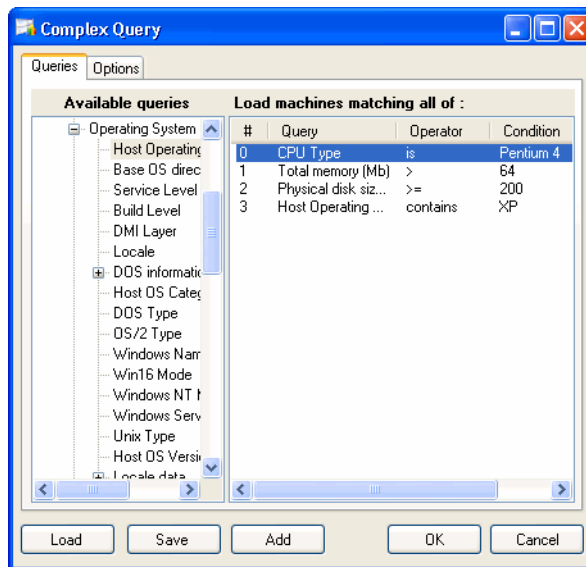 Complex Query
Queries Options
Available queries
Operating System
Host Operating
Base OS direc
Service Level
Build Level
DMI Layer
Locale
DOS informatio
Host OS Categ
DOS Type
OS/2 Type
Windows Nam
Win16 Mode
Windows NT M
Windows Serv
Unix Type
Host OS Versio
Locale data
Load machines matching all of :
# Query Operator Condition
0 CPU Type is Pentium 4
1 Total memory (Mb) > 64
2 Physical disk siz... >= 200
3 Host Operating ... contains XP
Load Save Add OK Cancel